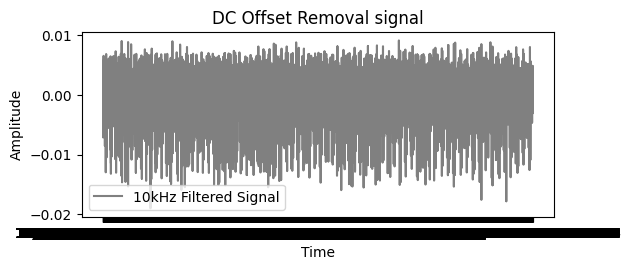 DC Offset Removal signal
0.01
0.00
−0.01
−0.02
Amplitude
10kHz Filtered Signal
Time